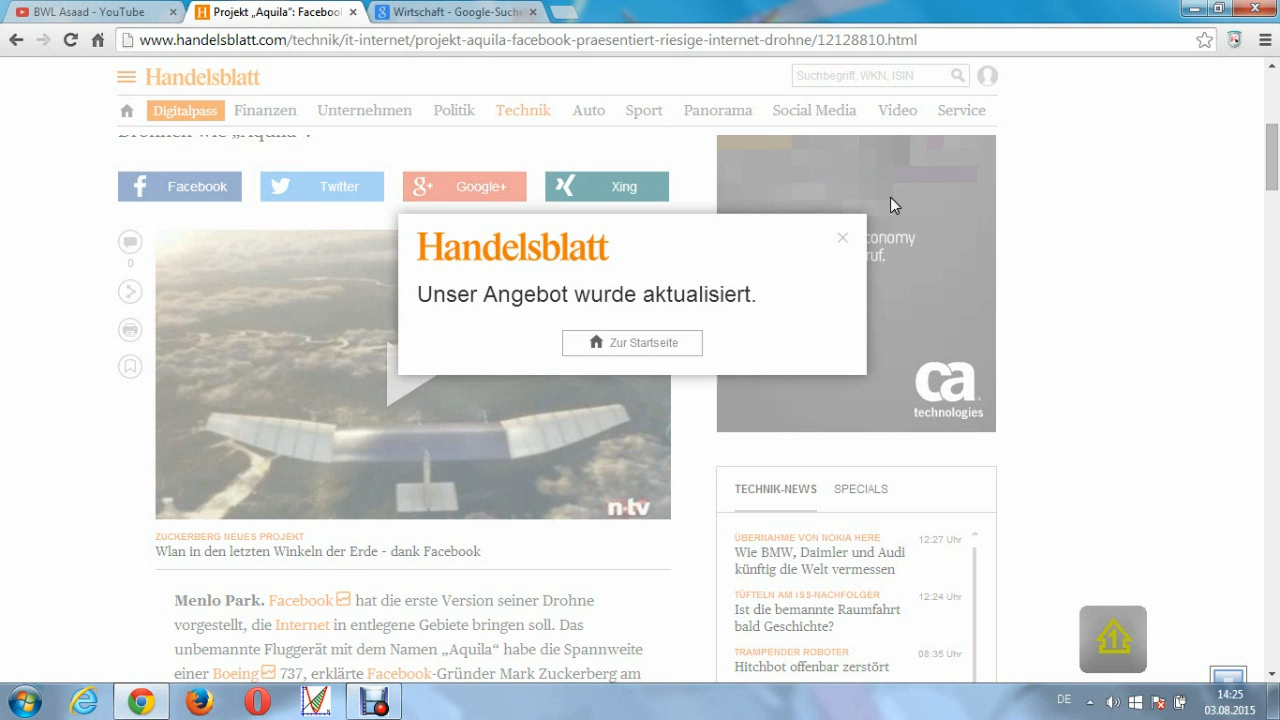 BWL Asaad - YouTube
Projekt „Aquila“: Facebook
Wirtschaft - Google-Suche
www.handelsblatt.com/technik/it-internet/projekt-aquila-facebook-praesentiert-riesige-internet-drohne/12128810.html
Handelsblatt
Suchbegriff, WKN, ISIN
Digitalpass Finanzen Unternehmen Politik Technik Auto Sport Panorama Social Media Video Service
Drohnen wie „Aquila“.
Facebook Twitter Google+ Xing
0
Handelsblatt
Unser Angebot wurde aktualisiert.
Zur Startseite
conomy
ruf.
ca
technologies
n-tv
ZUCKERBERG NEUES PROJEKT
Wlan in den letzten Winkeln der Erde - dank Facebook
Menlo Park. Facebook hat die erste Version seiner Drohne
vorgestellt, die Internet in entlegene Gebiete bringen soll. Das
unbemannte Fluggerät mit dem Namen „Aquila“ habe die Spannweite
einer Boeing 737, erklärte Facebook-Gründer Mark Zuckerberg am
TECHNIK-NEWS SPECIALS
ÜBERNAHME VON NOKIA HERE 12:27 Uhr
Wie BMW, Daimler und Audi
künftig die Welt vermessen
TÜFTELN AM ISS-NACHFOLGER 12:24 Uhr
Ist die bemannte Raumfahrt
bald Geschichte?
TRAMPENDER ROBOTER 08:35 Uhr
Hitchbot offenbar zerstört
1
DE
14:25
03.08.2015